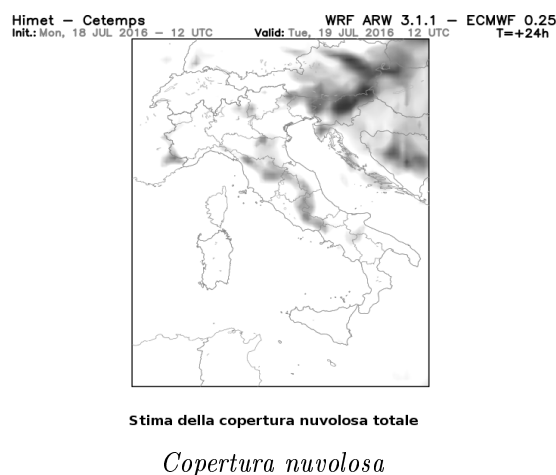 Himet – Cetemps WRF ARW 3.1.1 – ECMWF 0.25
Init.: Mon, 18 JUL 2016 – 12 UTC Valid: Tue, 19 JUL 2016 12 UTC T=+24h
Stima della copertura nuvolosa totale
Copertura nuvolosa